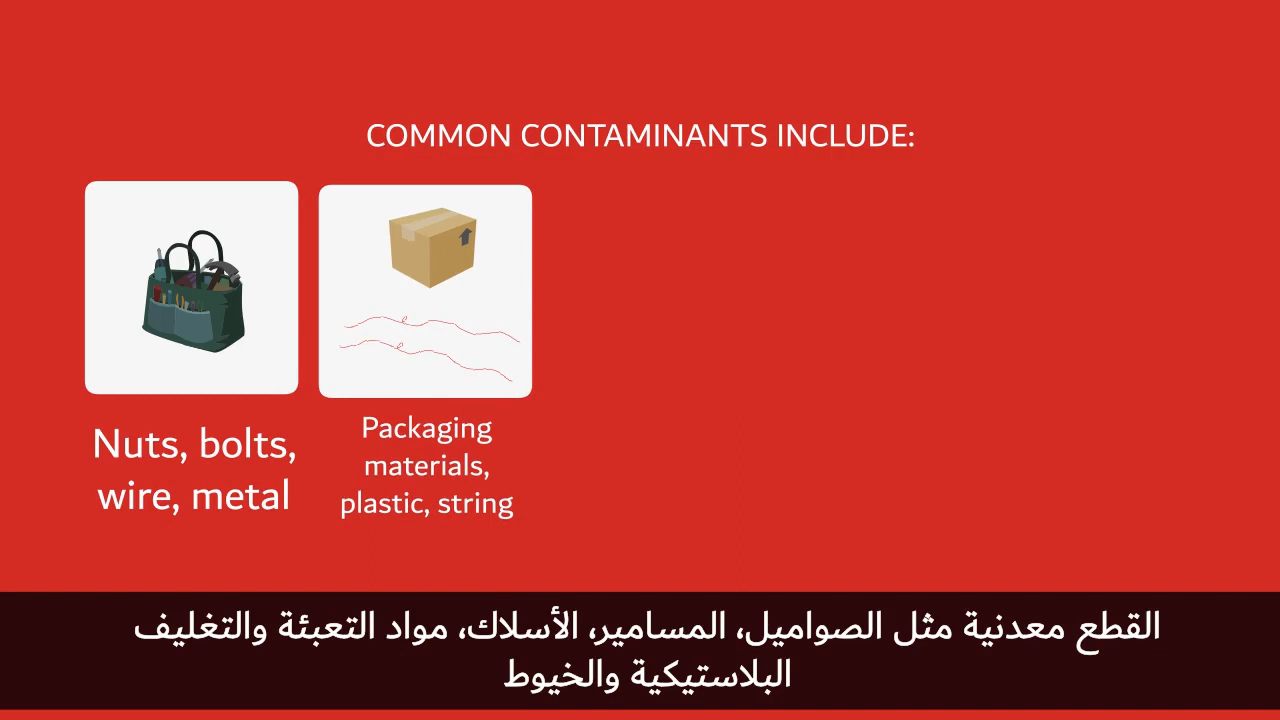 COMMON CONTAMINANTS INCLUDE:
Nuts, bolts,
wire, metal
Packaging
materials,
plastic, string
القطع معدنية مثل الصواميل، المسامير، الأسلاك، مواد التعبئة والتغليف
البلاستيكية والخيوط